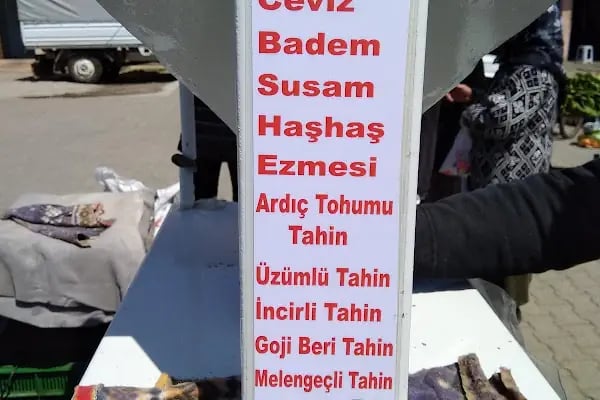 Ceviz
Badem
Susam
Haşhaş
Ezmesi
Ardıç Tohumu
Tahin
Üzümlü Tahin
İncirli Tahin
Goji Beri Tahin
Melengeçli Tahin